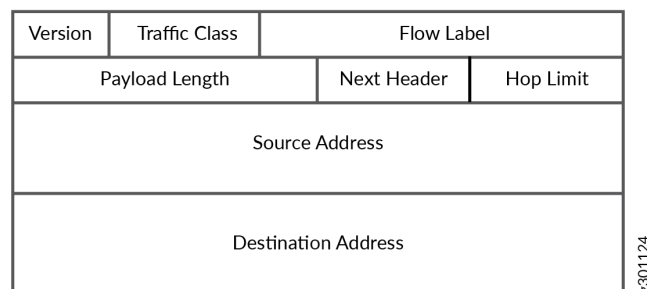 Version Traffic Class Flow Label
Payload Length Next Header Hop Limit
Source Address
Destination Address